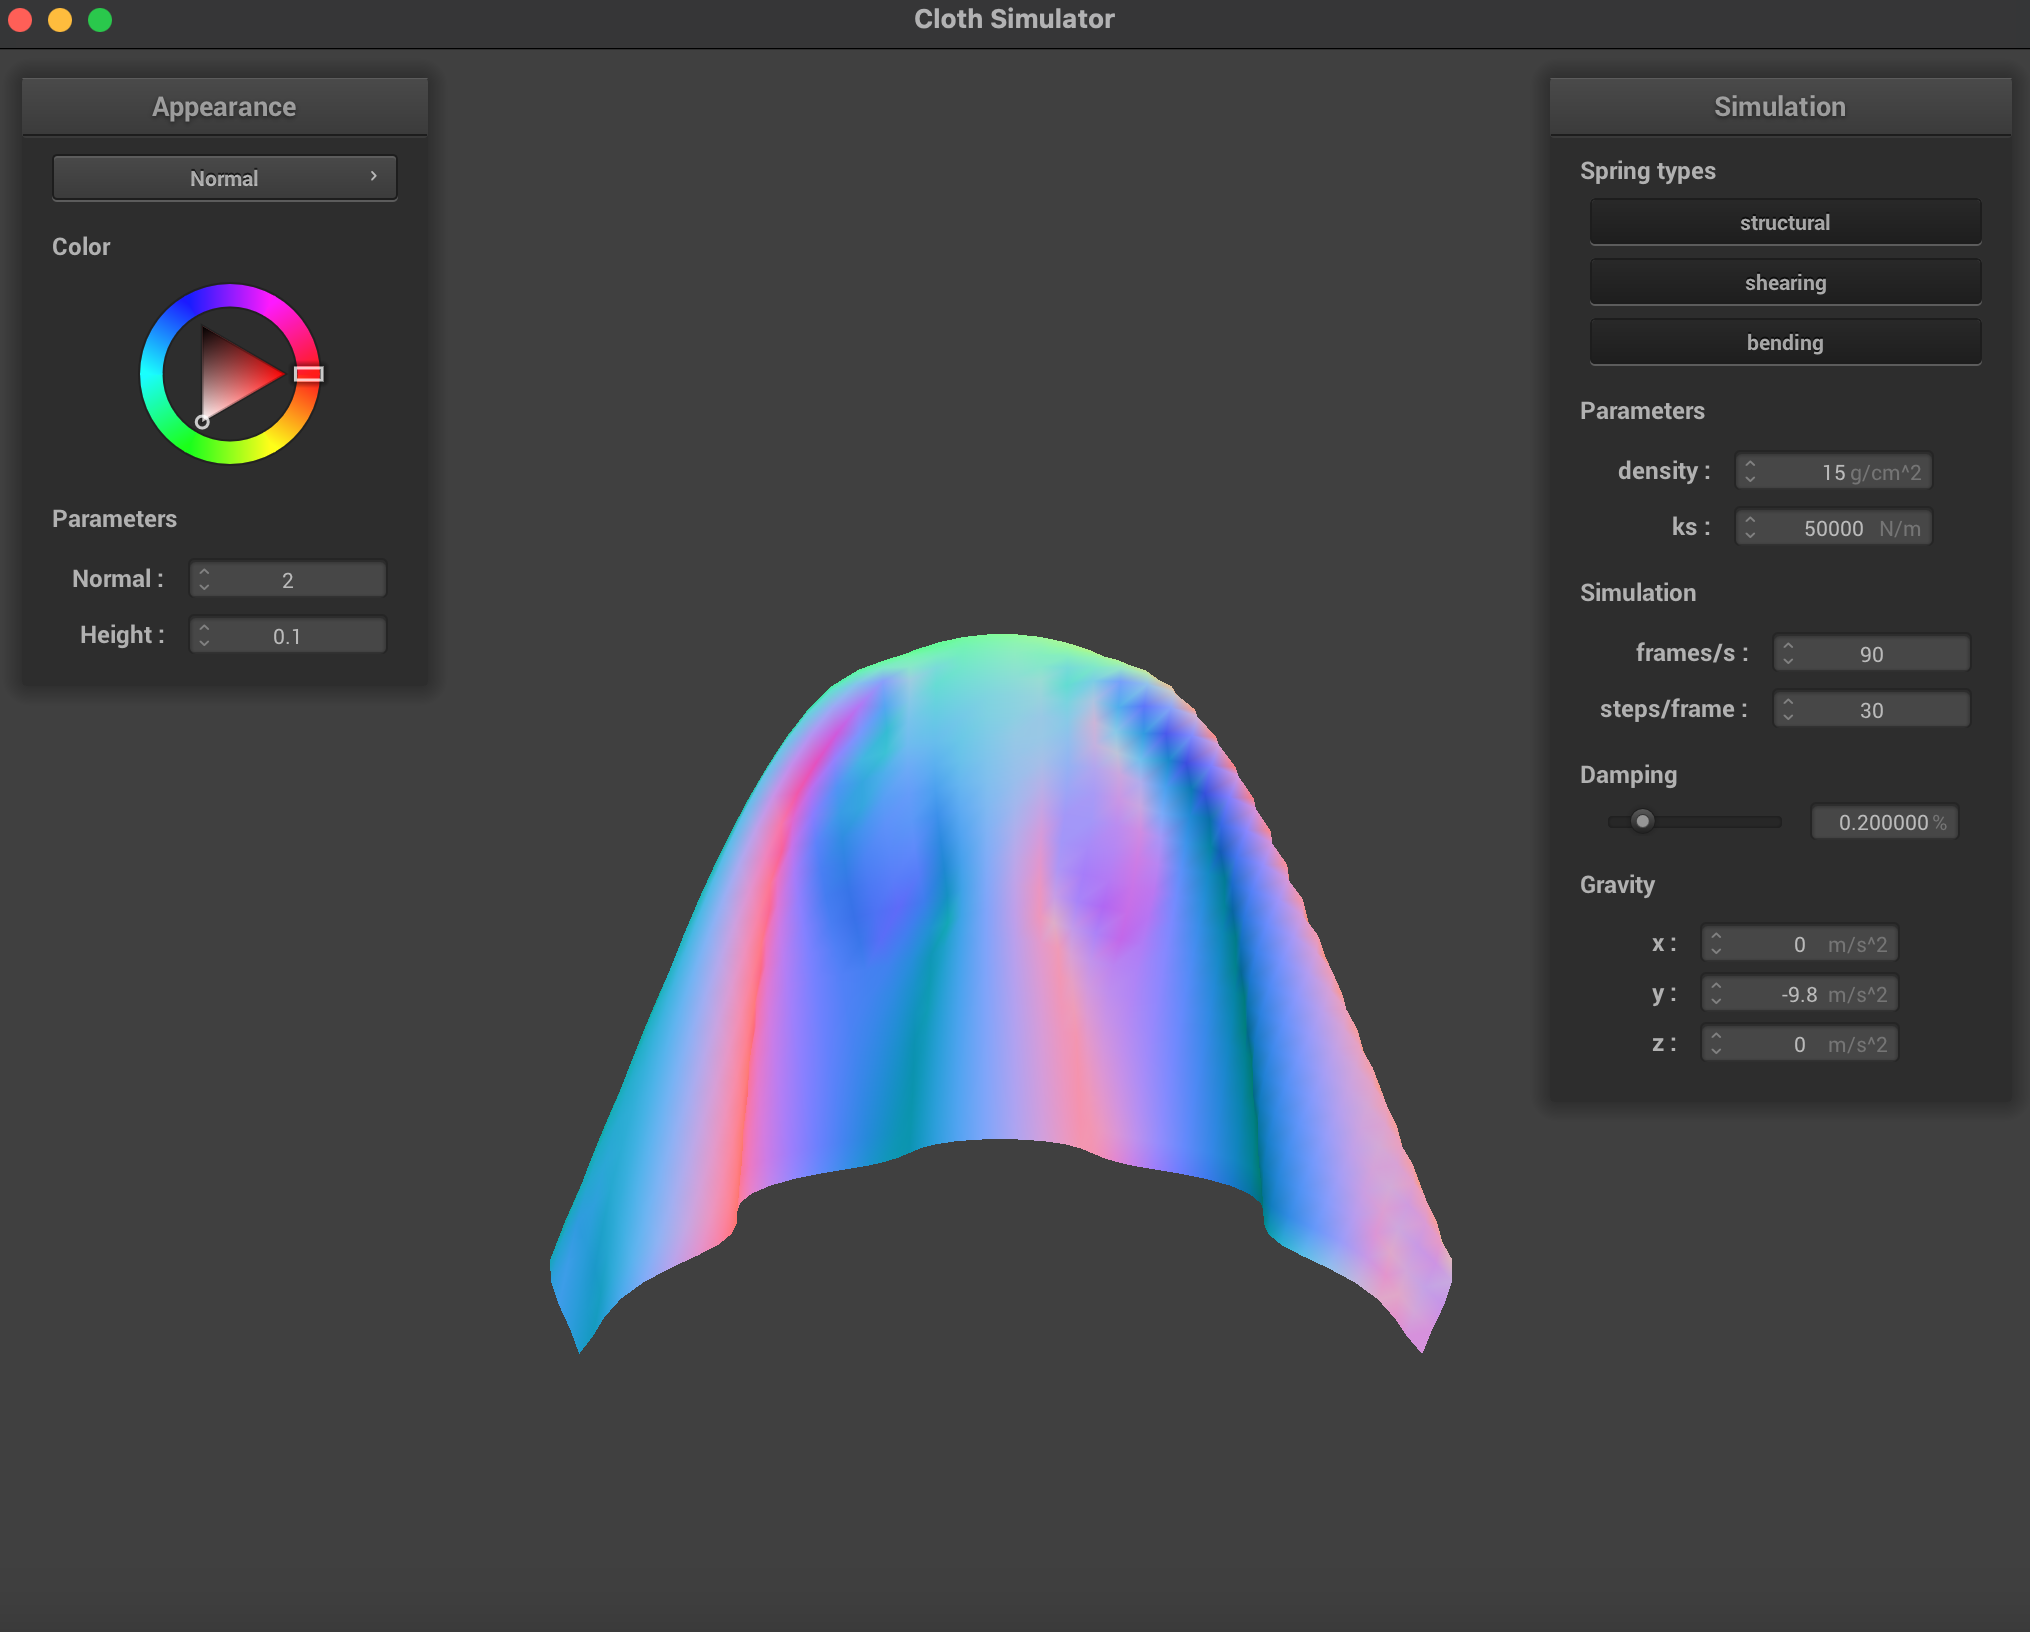 Cloth Simulator
Appearance
Normal
Color
Parameters
Normal : 2
Height : 0.1
Simulation
Spring types
structural
shearing
bending
Parameters
density : 15 g/cm^2
ks : 50000 N/m
Simulation
frames/s : 90
steps/frame : 30
Damping
0.200000 %
Gravity
x : 0 m/s^2
y : -9.8 m/s^2
z : 0 m/s^2